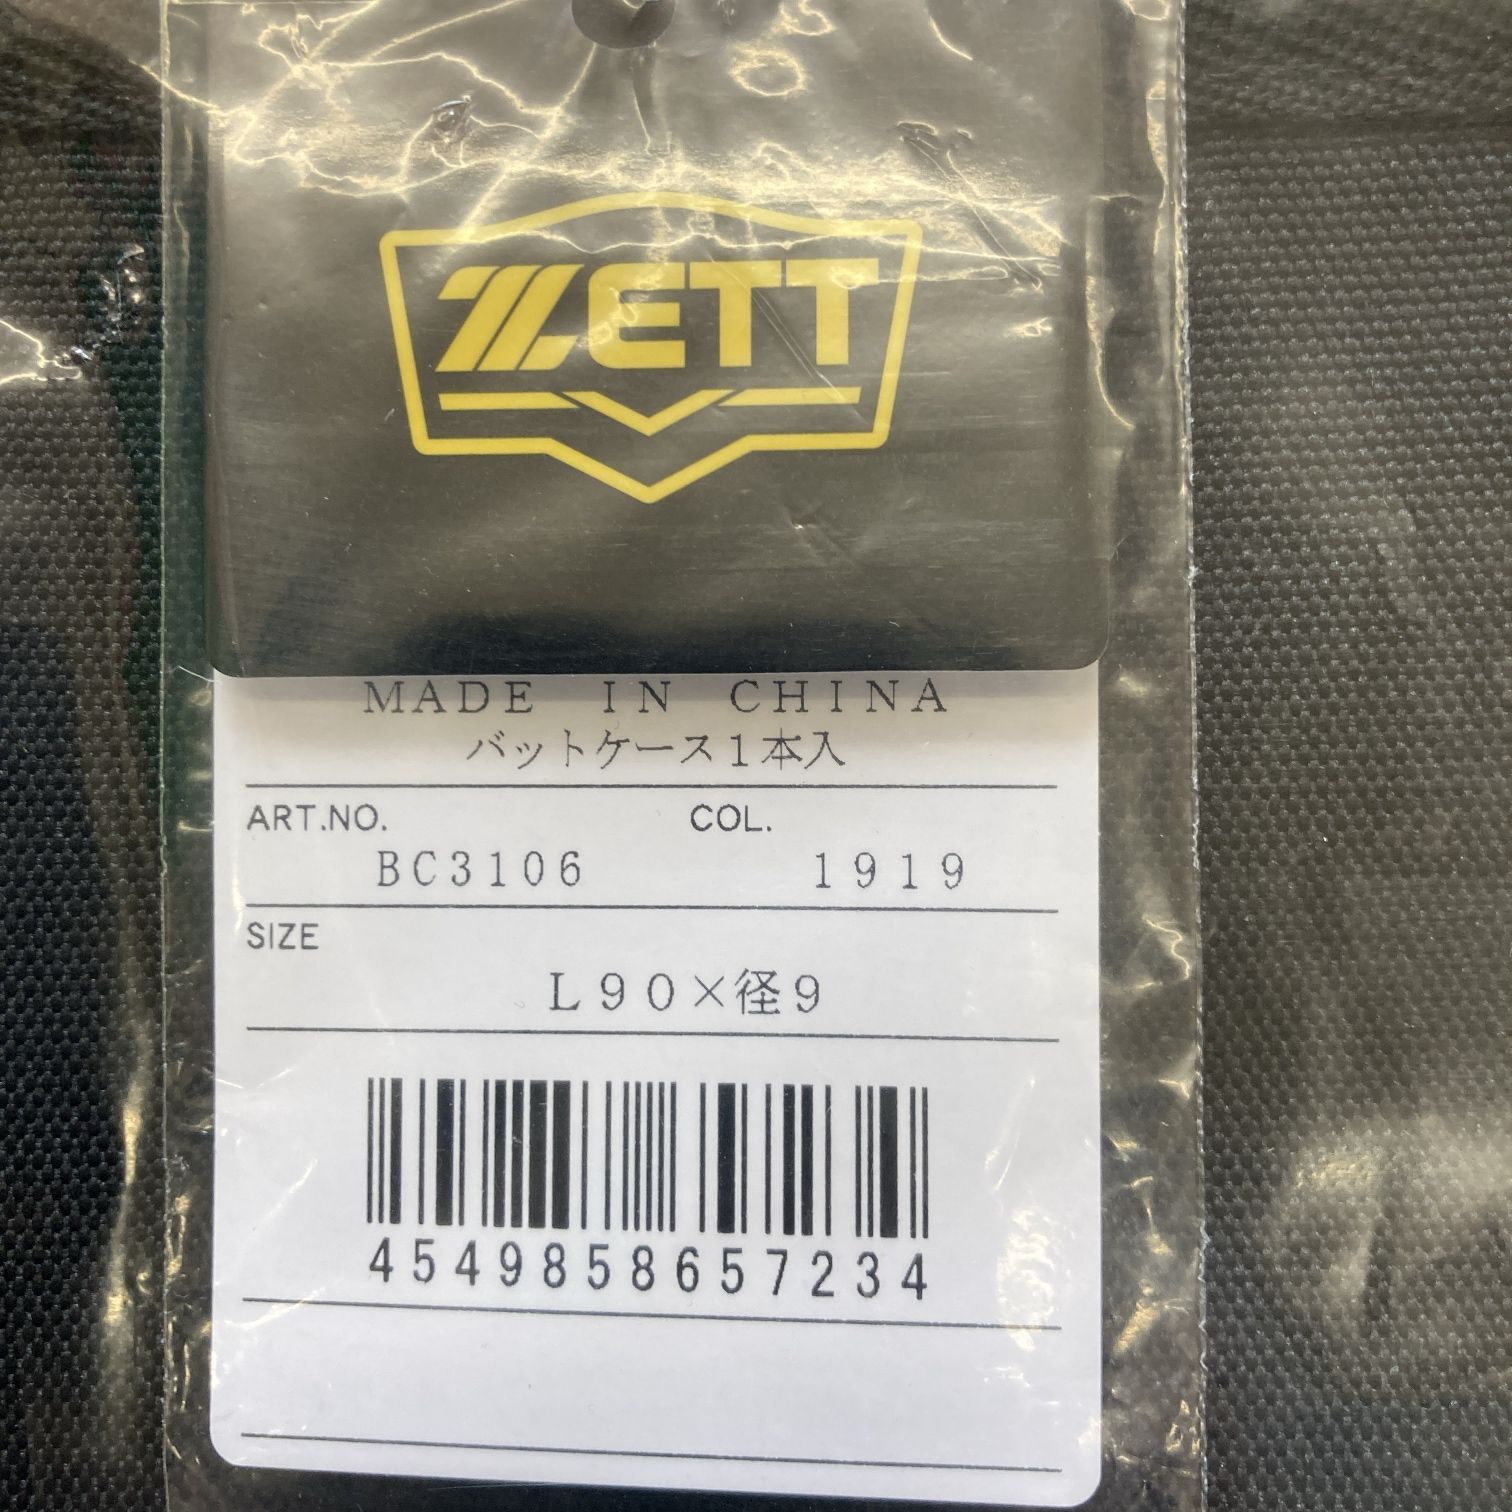 ZETT
MADE IN CHINA
バットケース1本入
ART.NO. COL.
BC3106 1919
SIZE
L90×径9
4549858657234